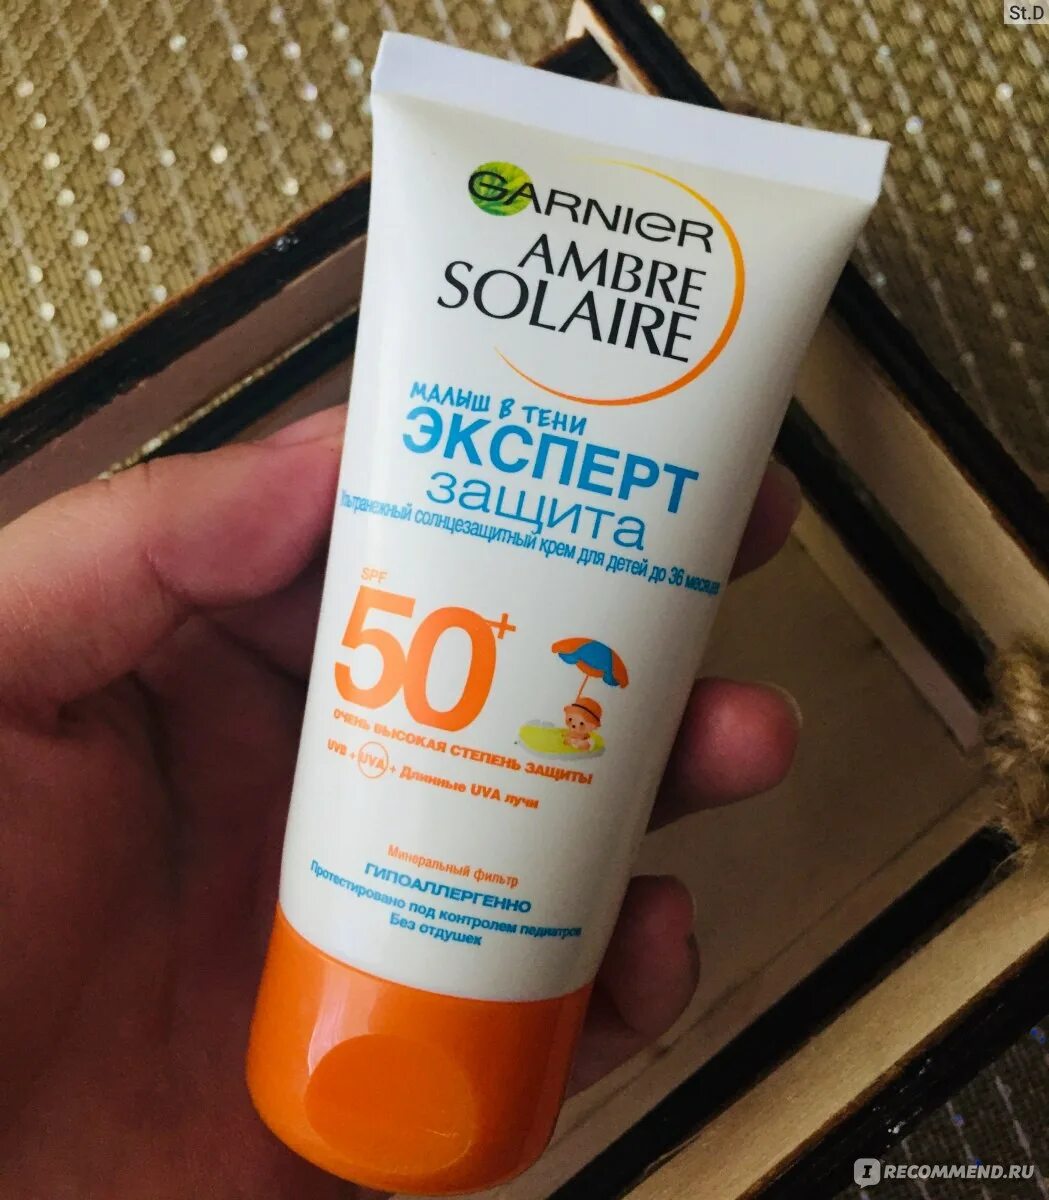 St.D
GARNIER
AMBRE
SOLAIRE
МАЛЫШ В ТЕНИ
ЭКСПЕРТ
защита
Ультранежный солнцезащитный крем для детей до 36 месяцев
SPF
50+
ОЧЕНЬ ВЫСОКАЯ СТЕПЕНЬ ЗАЩИТЫ
UVB + UVA + Длинные UVA лучи
Минеральный фильтр
ГИПОАЛЛЕРГЕННО
Протестировано под контролем педиатров
Без отдушек
IRECOMMEND.RU